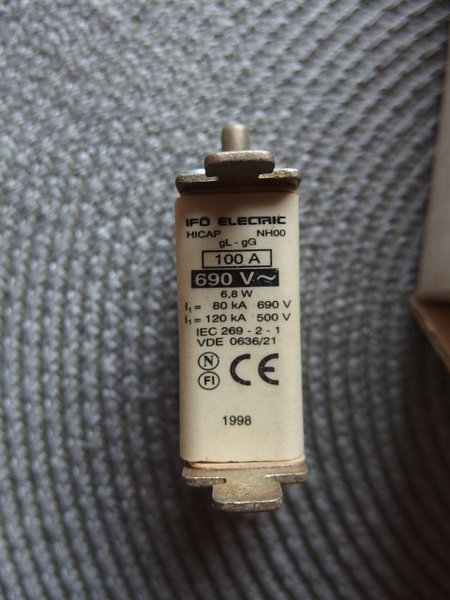 IFÖ ELECTRIC
HICAP NH00
gL - gG
100 A
690 V~
6,8 W
I₁ = 80 kA 690 V
I₁ = 120 kA 500 V
IEC 269 - 2 - 1
VDE 0636/21
N
FI
CE
1998